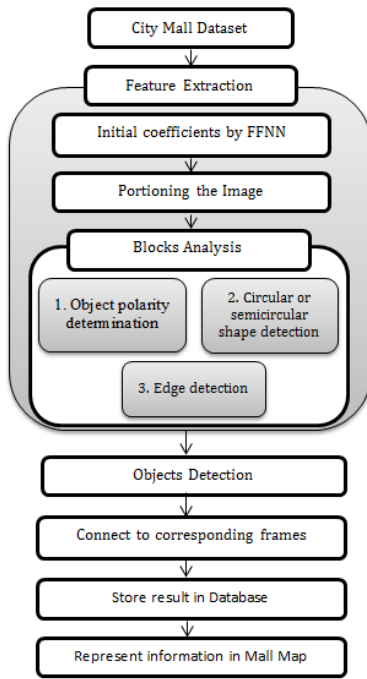 City Mall Dataset
Feature Extraction
Initial coefficients by FFNN
Portioning the Image
Blocks Analysis
1. Object polarity
determination
2. Circular or
semicircular
shape detection
3. Edge detection
Objects Detection
Connect to corresponding frames
Store result in Database
Represent information in Mall Map